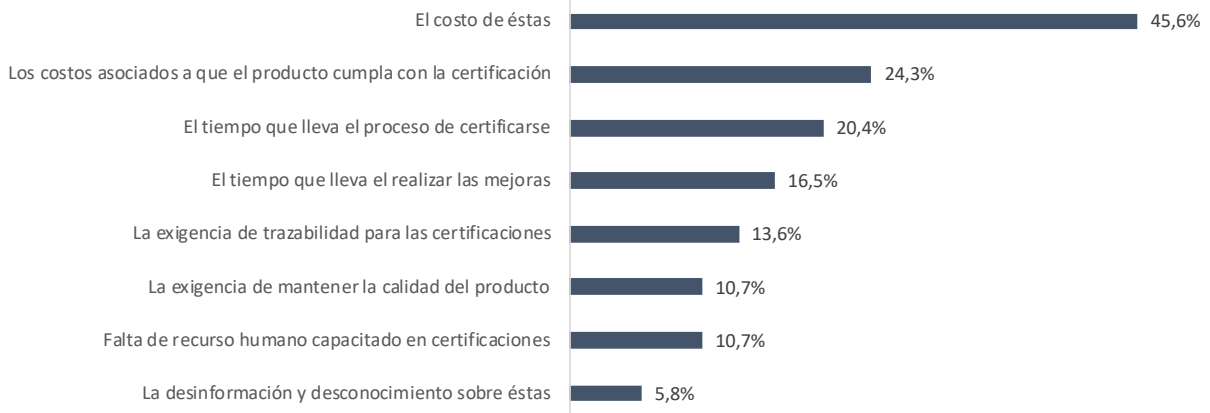 El costo de éstas 45,6%
Los costos asociados a que el producto cumpla con la certificación 24,3%
El tiempo que lleva el proceso de certificarse 20,4%
El tiempo que lleva el realizar las mejoras 16,5%
La exigencia de trazabilidad para las certificaciones 13,6%
La exigencia de mantener la calidad del producto 10,7%
Falta de recurso humano capacitado en certificaciones 10,7%
La desinformación y desconocimiento sobre éstas 5,8%